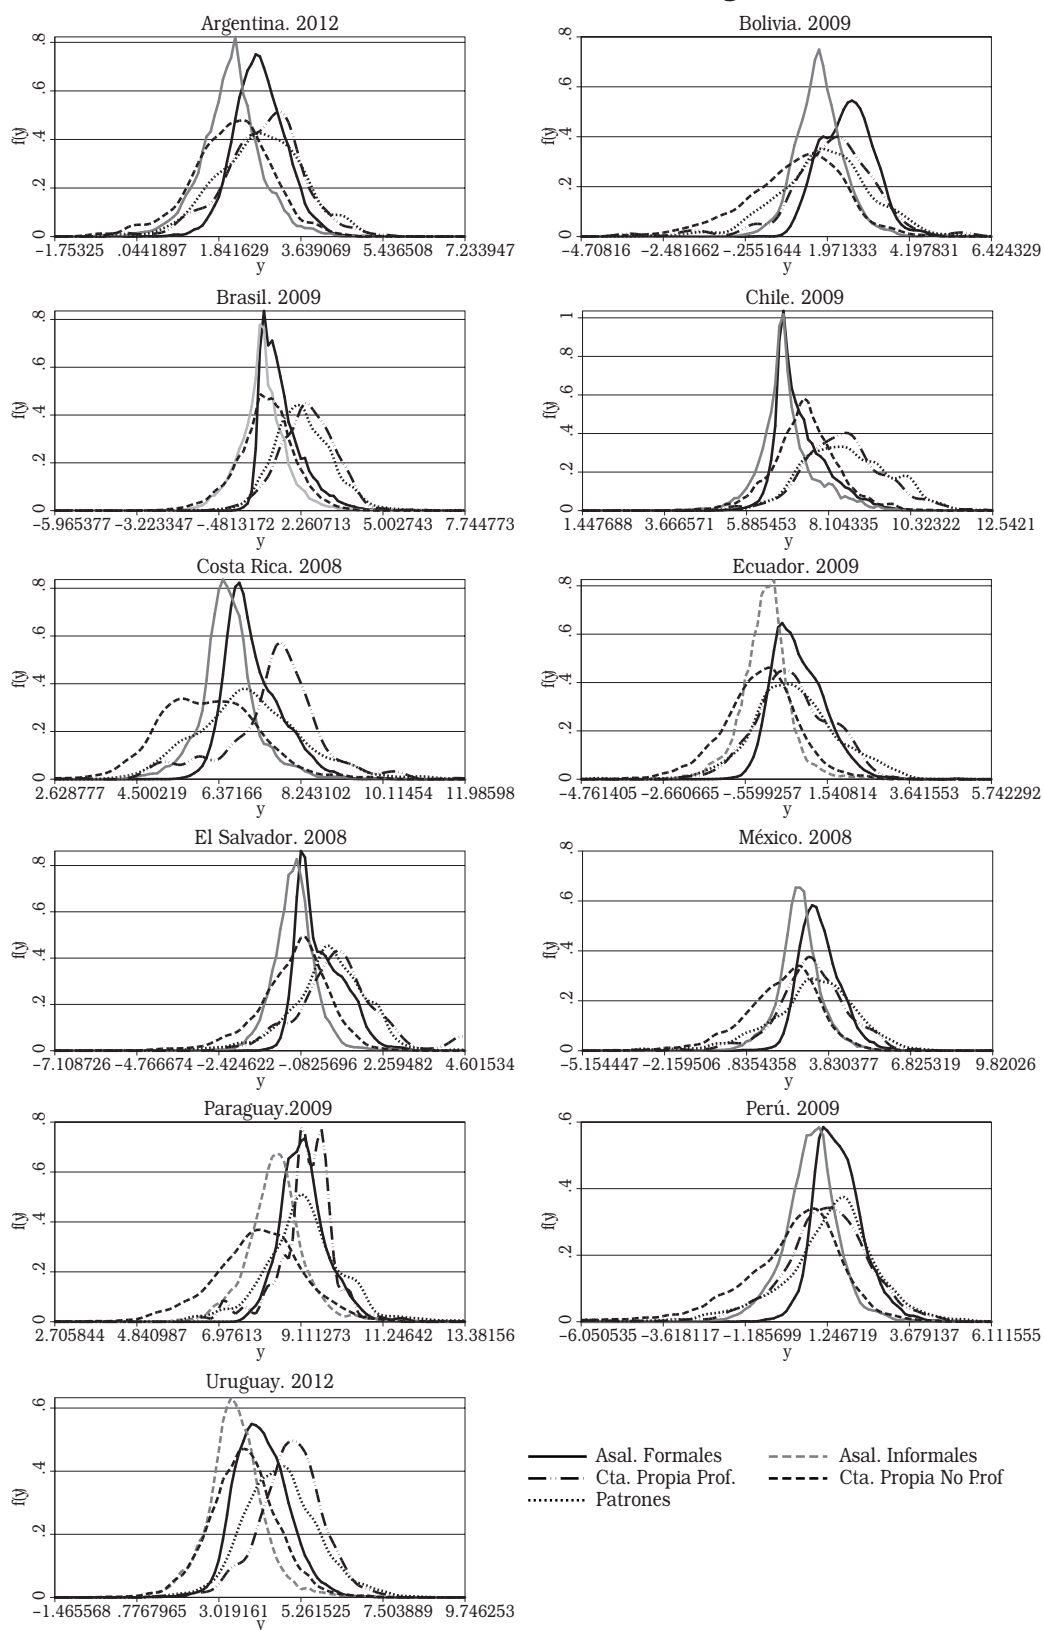 Argentina. 2012
.8
.6
.4
.2
0
f(y)
−1.75325 .0441897 1.841629 3.639069 5.436508 7.233947
y
Bolivia. 2009
.8
.6
.4
.2
0
f(y)
−4.70816 −2.481662 −.2551644 1.971333 4.197831 6.424329
y
Brasil. 2009
.8
.6
.4
.2
0
f(y)
−5.965377 −3.223347 −.4813172 2.260713 5.002743 7.744773
y
Chile. 2009
1
.8
.6
.4
.2
0
f(y)
1.447688 3.666571 5.885453 8.104335 10.32322 12.5421
y
Costa Rica. 2008
.8
.6
.4
.2
0
f(y)
2.628777 4.500219 6.37166 8.243102 10.11454 11.98598
y
Ecuador. 2009
.8
.6
.4
.2
0
f(y)
−4.761405 −2.660665 −.5599257 1.540814 3.641553 5.742292
y
El Salvador. 2008
.8
.6
.4
.2
0
f(y)
−7.108726 −4.766674 −2.424622 −.0825696 2.259482 4.601534
y
México. 2008
.8
.6
.4
.2
0
f(y)
−5.154447 −2.159506 .8354358 3.830377 6.825319 9.82026
y
Paraguay.2009
.8
.6
.4
.2
0
f(y)
2.705844 4.840987 6.97613 9.111273 11.24642 13.38156
y
Perú. 2009
.6
.4
.2
0
f(y)
−6.050535 −3.618117 −1.185699 1.246719 3.679137 6.111555
y
Uruguay. 2012
.6
.4
.2
0
f(y)
−1.465568 .7767965 3.019161 5.261525 7.503889 9.746253
y
Asal. Formales
Asal. Informales
Cta. Propia Prof.
Cta. Propia No Prof
Patrones